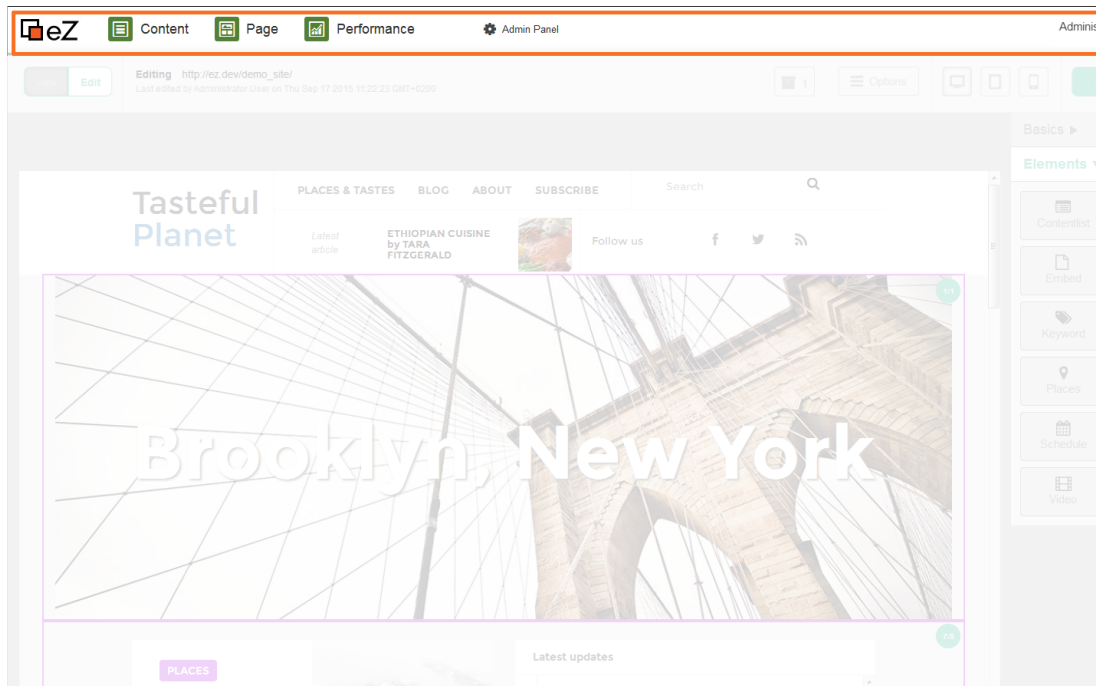 eZ Content Page Performance Admin Panel Adminis
Edit
Editing http://ez.dev/demo_site/
Last edited by Administrator User on Thu Sep 17 2015 11:22:23 GMT+0200
1 Options
Basics
Elements
Tasteful
Planet
PLACES & TASTES BLOG ABOUT SUBSCRIBE Search
Latest
article
ETHIOPIAN CUISINE
by TARA
FITZGERALD
Follow us
Contentlist
Embed
Keyword
Places
Schedule
Video
1/1
Brooklyn, New York
PLACES
Latest updates